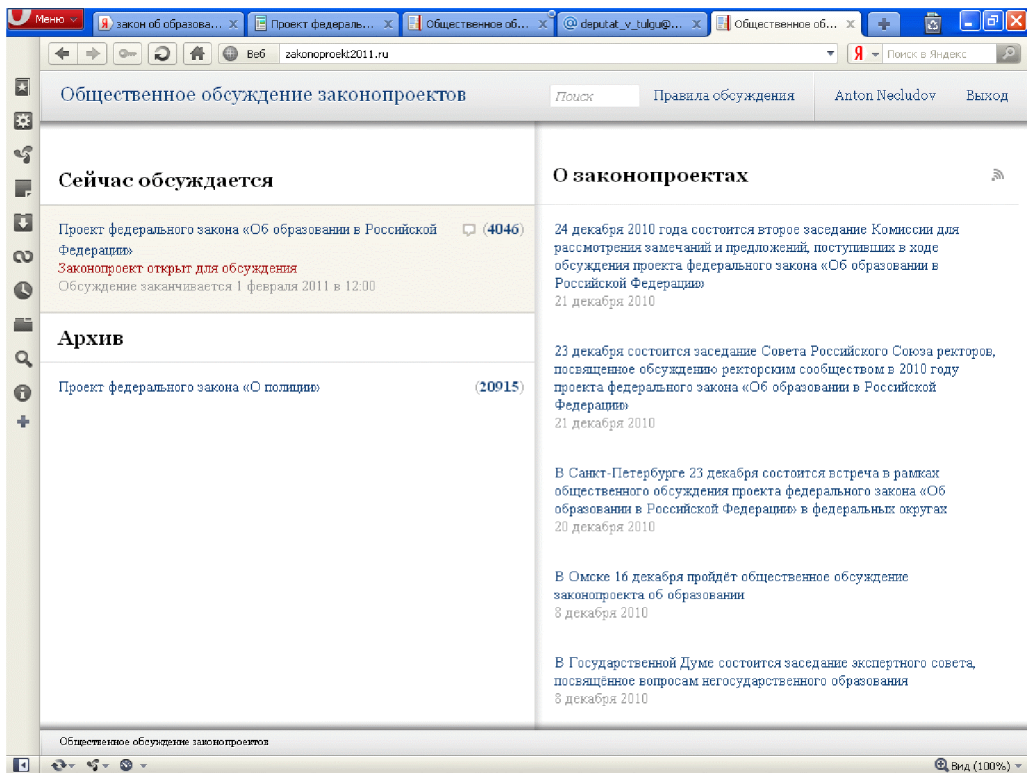 Меню
закон об образова...
Проект федераль...
Общественное об...
deputat_v_tulgu@...
Общественное об...
Веб
zakonoproekt2011.ru
Поиск в Яндекс
Общественное обсуждение законопроектов
Поиск
Правила обсуждения
Anton Necludov
Выход
Сейчас обсуждается
Проект федерального закона «Об образовании в Российской (4046)
Федерации»
Законопроект открыт для обсуждения
Обсуждение заканчивается 1 февраля 2011 в 12:00
Архив
Проект федерального закона «О полиции» (20915)
О законопроектах
24 декабря 2010 года состоится второе заседание Комиссии для
рассмотрения замечаний и предложений, поступивших в ходе
обсуждения проекта федерального закона «Об образовании в
Российской Федерации»
21 декабря 2010
23 декабря состоится заседание Совета Российского Союза ректоров,
посвященное обсуждению ректорским сообществом в 2010 году
проекта федерального закона «Об образовании в Российской
Федерации»
21 декабря 2010
В Санкт-Петербурге 23 декабря состоится встреча в рамках
общественного обсуждения проекта федерального закона «Об
образовании в Российской Федерации» в федеральных округах
20 декабря 2010
В Омске 16 декабря пройдёт общественное обсуждение
законопроекта об образовании
8 декабря 2010
В Государственной Думе состоится заседание экспертного совета,
посвящённое вопросам негосударственного образования
8 декабря 2010
Общественное обсуждение законопроектов
Вид (100%)